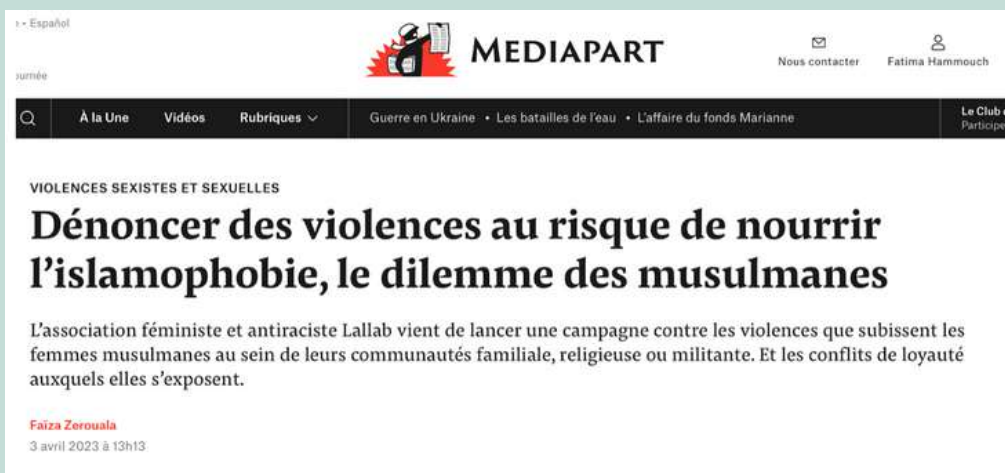 Español
MEDIAPART
Nous contacter
Fatima Hammouch
À la Une
Vidéos
Rubriques
Guerre en Ukraine • Les batailles de l'eau • L'affaire du fonds Marianne
Le Club
VIOLENCES SEXISTES ET SEXUELLES
Dénoncer des violences au risque de nourrir
l'islamophobie, le dilemme des musulmanes
L'association féministe et antiraciste Lallab vient de lancer une campagne contre les violences que subissent les
femmes musulmanes au sein de leurs communautés familiale, religieuse ou militante. Et les conflits de loyauté
auxquels elles s'exposent.
Faïza Zerouala
3 avril 2023 à 13h13